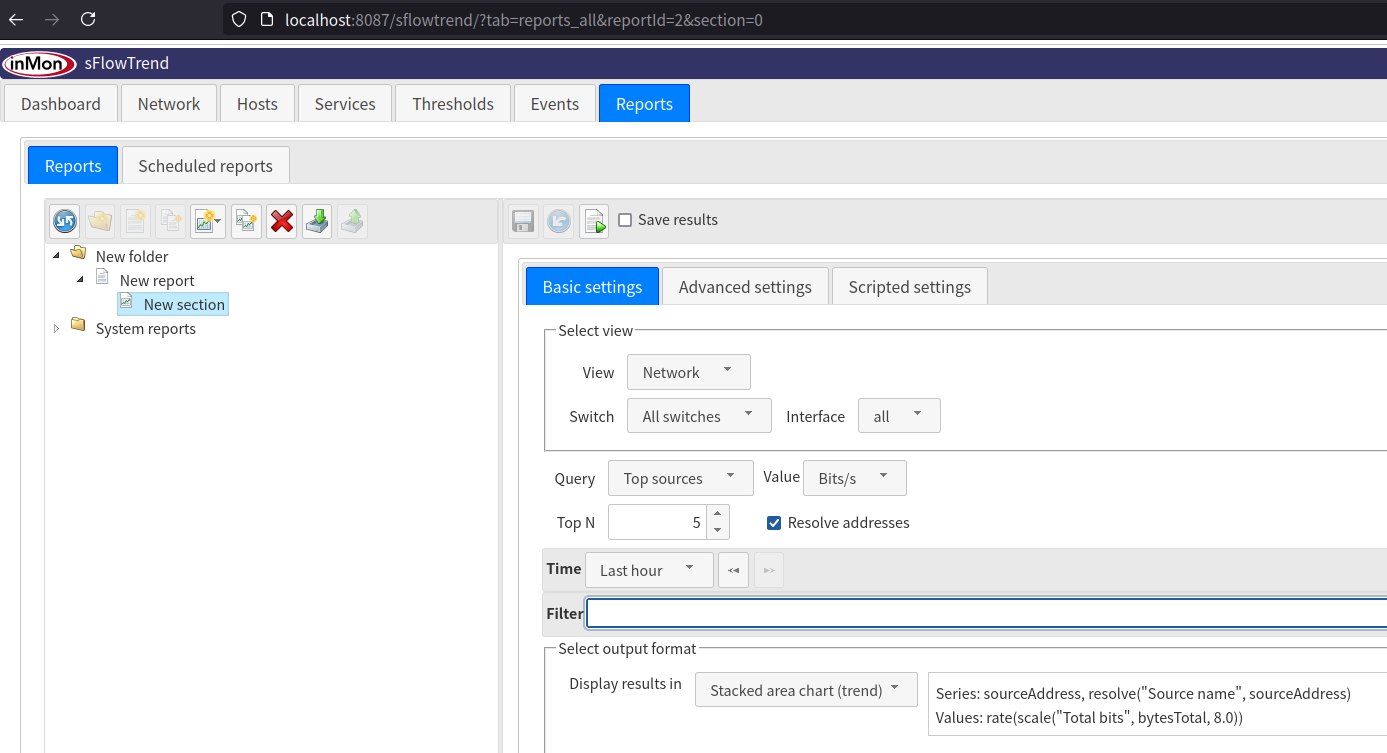 localhost:8087/sflowtrend/?tab=reports_all&reportId=2&section=0
inMon sFlowTrend
Dashboard Network Hosts Services Thresholds Events Reports
Reports Scheduled reports
Save results
New folder
New report
New section
System reports
Basic settings Advanced settings Scripted settings
Select view
View Network
Switch All switches Interface all
Query Top sources Value Bits/s
Top N 5 Resolve addresses
Time Last hour << >>
Filter
Select output format
Display results in Stacked area chart (trend)
Series: sourceAddress, resolve("Source name", sourceAddress)
Values: rate(scale("Total bits", bytesTotal, 8.0))